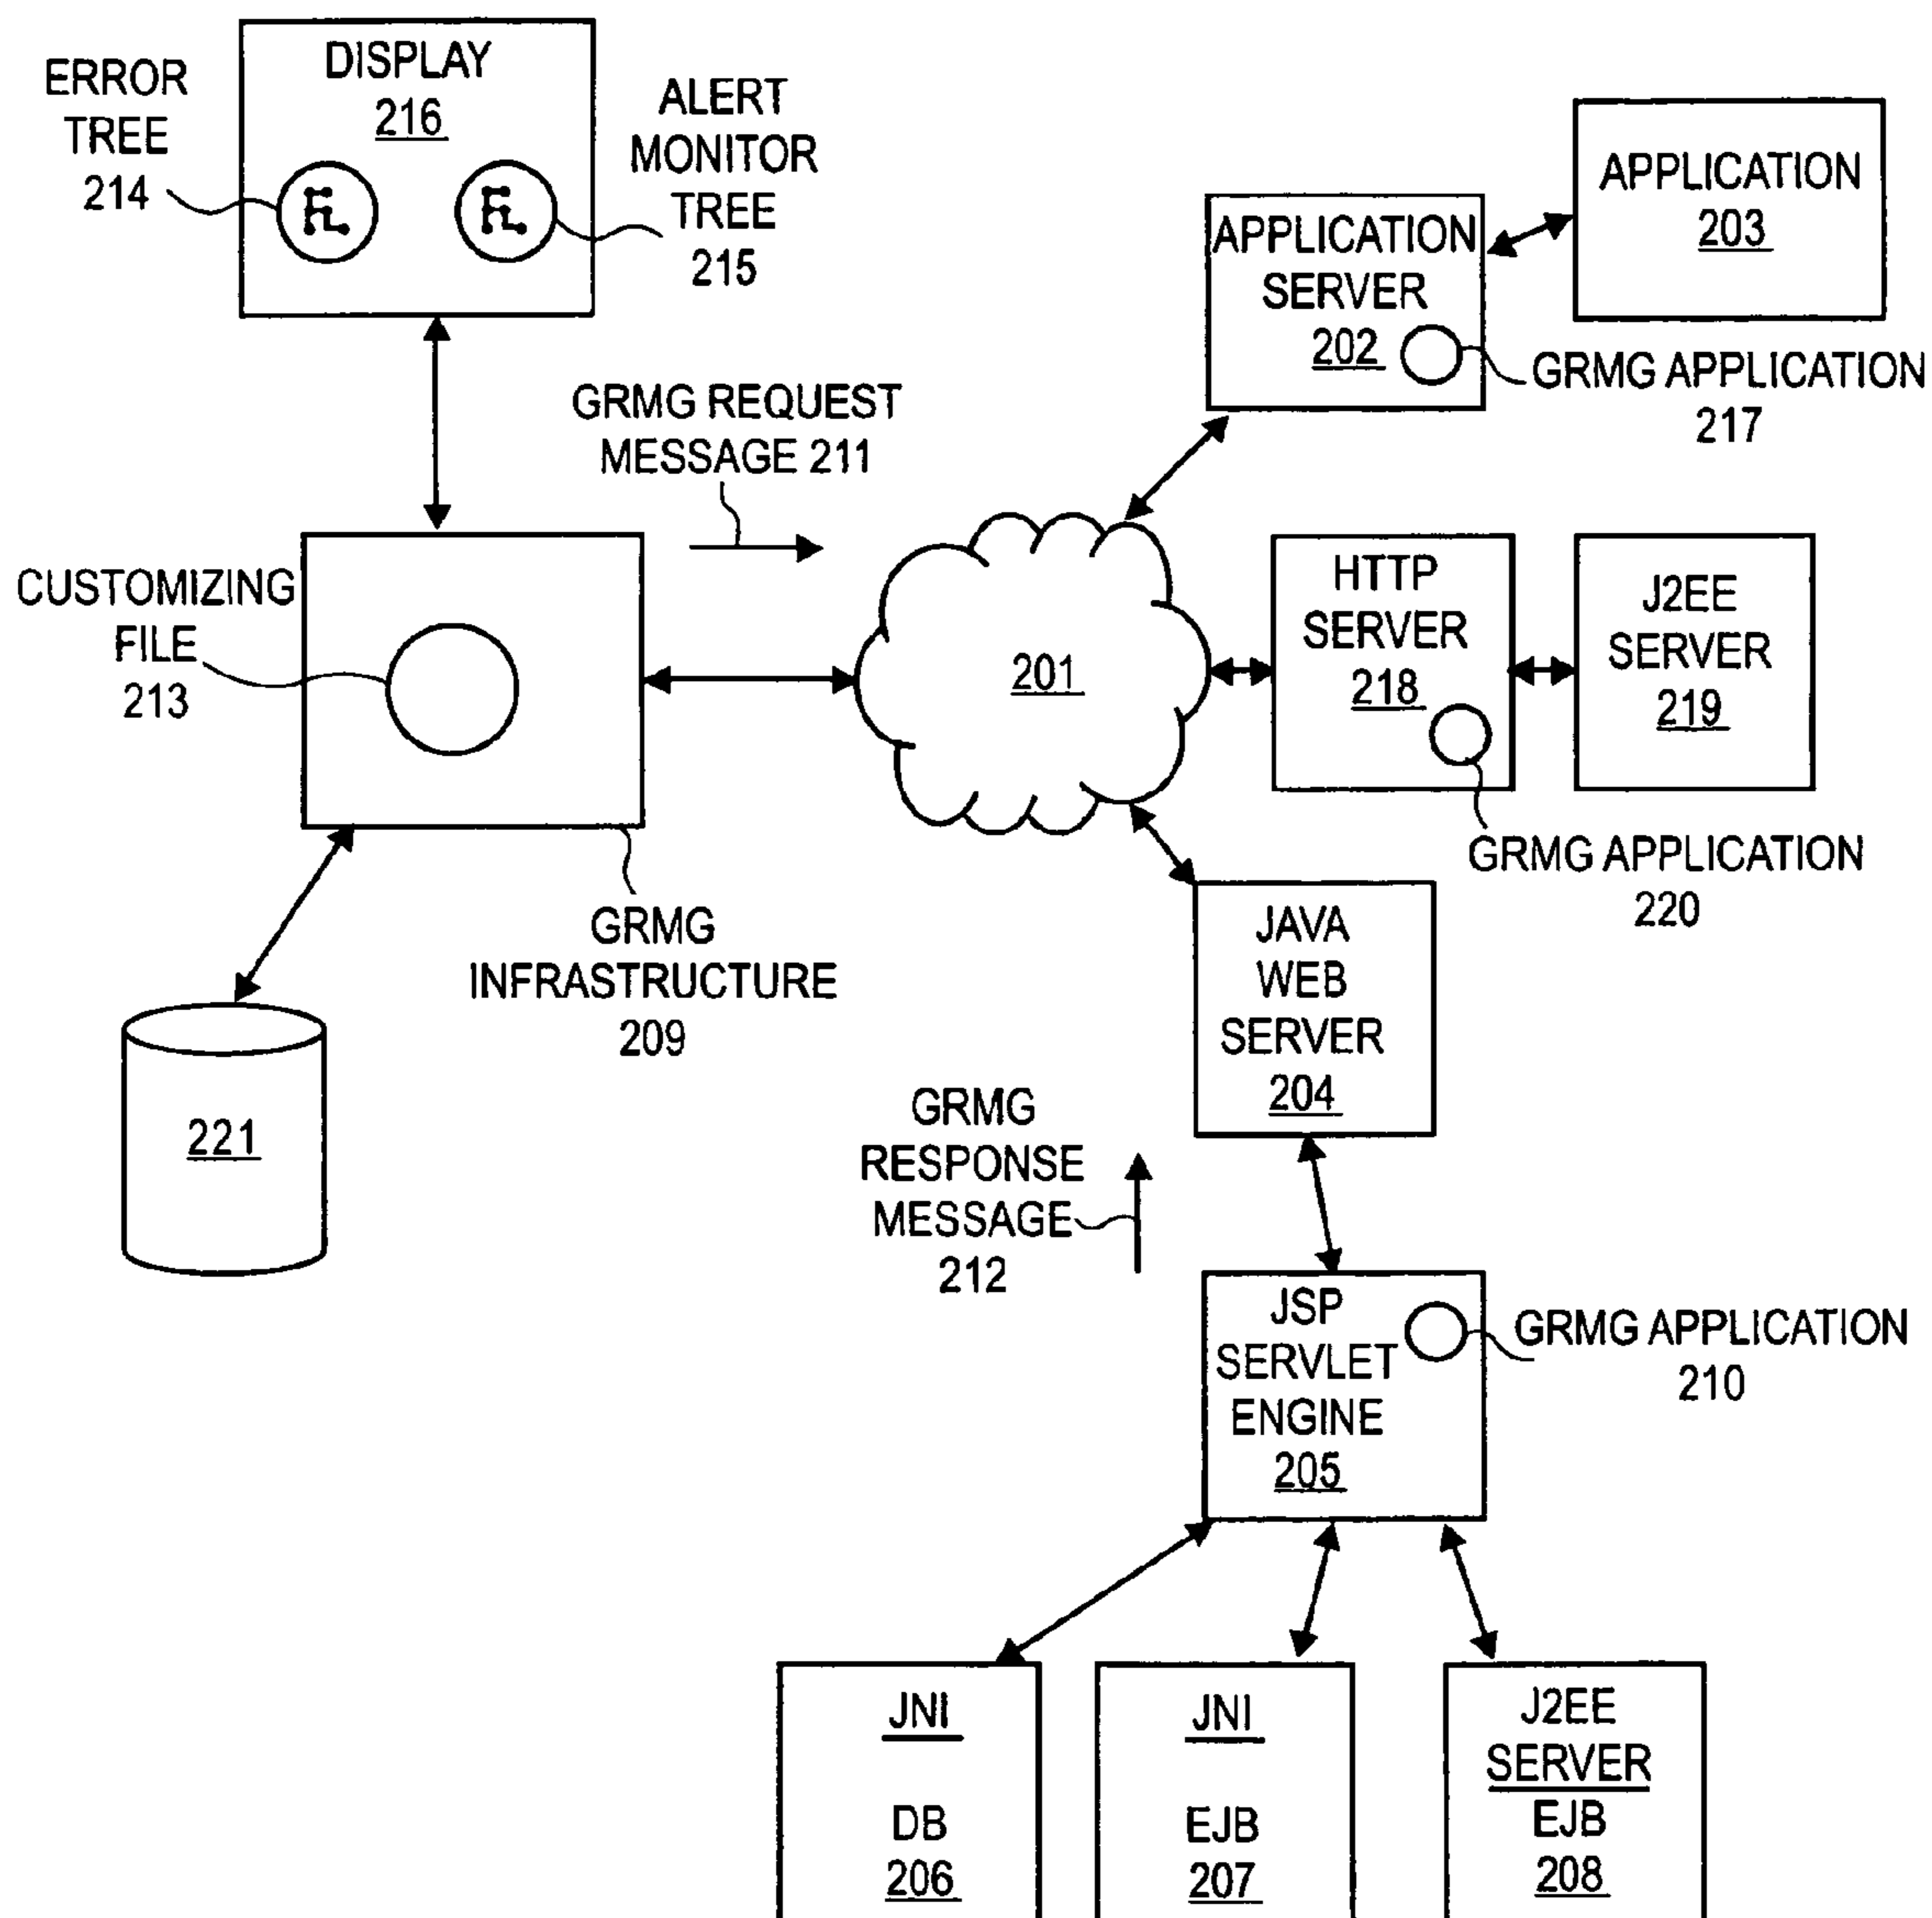 DISPLAY
216
ERROR
TREE
214
ALERT
MONITOR
TREE
215
APPLICATION
203
APPLICATION
SERVER
202
GRMG APPLICATION
217
GRMG REQUEST
MESSAGE 211
CUSTOMIZING
FILE
213
201
HTTP
SERVER
218
J2EE
SERVER
219
GRMG APPLICATION
220
GRMG
INFRASTRUCTURE
209
JAVA
WEB
SERVER
204
221
GRMG
RESPONSE
MESSAGE
212
JSP
SERVLET
ENGINE
205
GRMG APPLICATION
210
JNI
DB
206
JNI
EJB
207
J2EE
SERVER
EJB
208